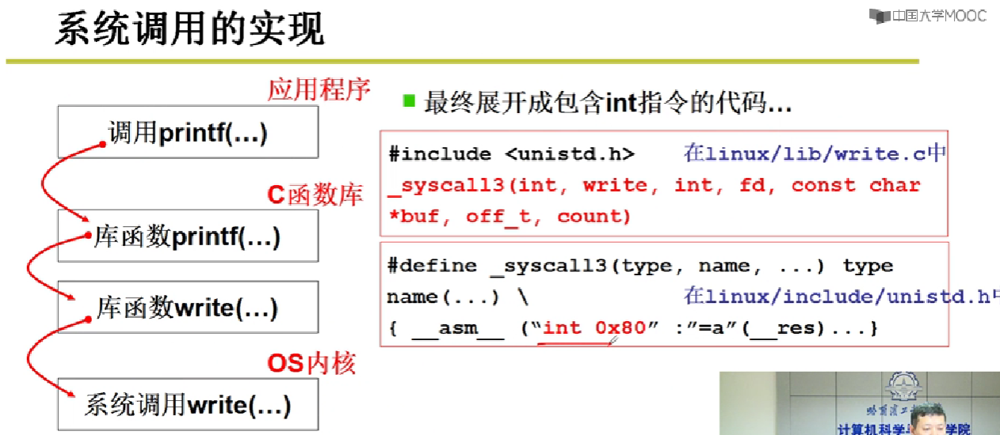 系统调用的实现
中国大学MOOC
应用程序
调用printf(…)
C函数库
库函数printf(…)
库函数write(…)
OS内核
系统调用write(…)
最终展开成包含int指令的代码…
#include <unistd.h> 在linux/lib/write.c中
_syscall3(int, write, int, fd, const char
*buf, off_t, count)
#define _syscall3(type, name, ...) type
name(...) \ 在linux/include/unistd.h中
{ __asm__ (“int 0x80” :”=a”(__res)...}
计算机科学 学院